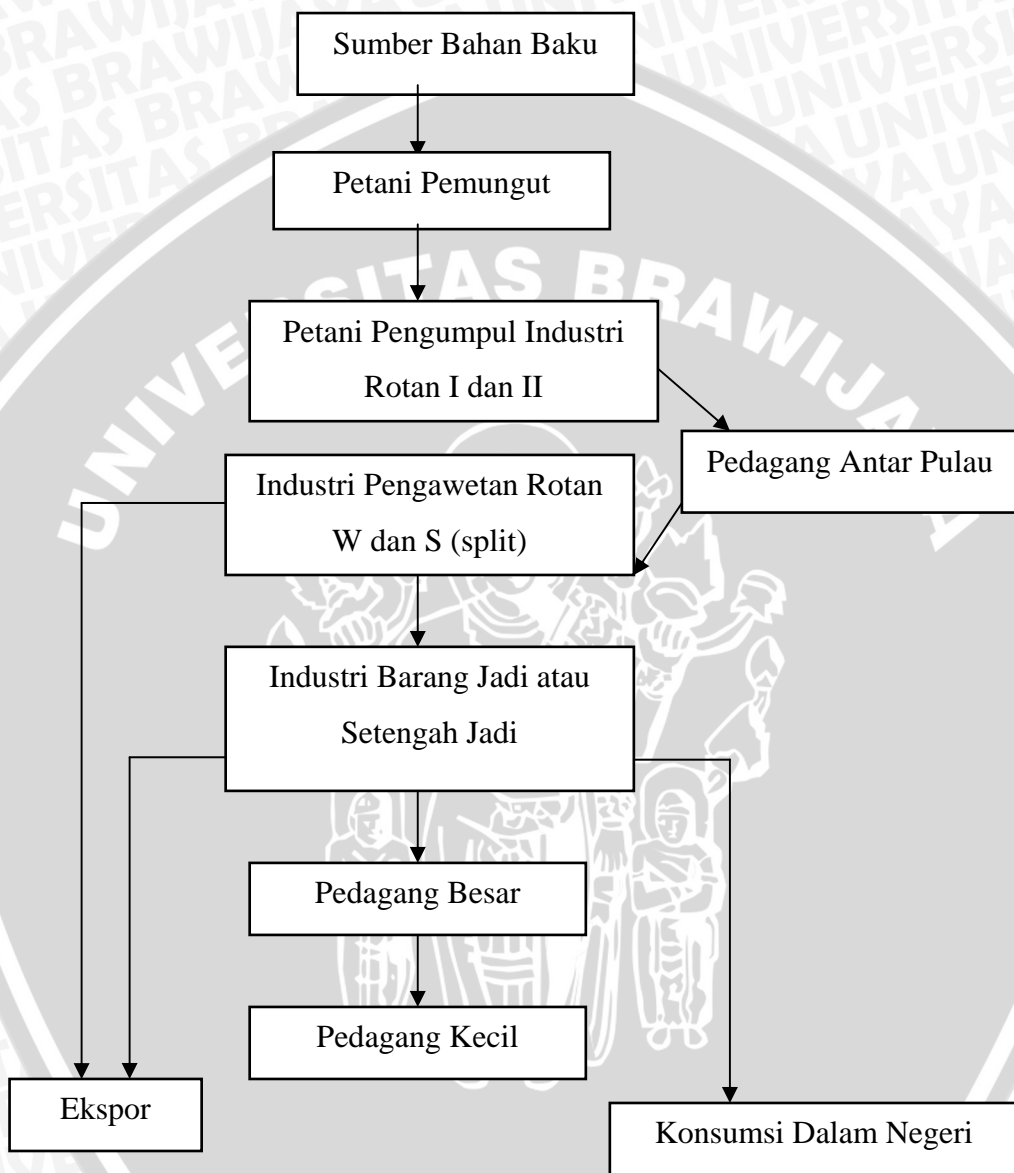 Sumber Bahan Baku
Petani Pemungut
Petani Pengumpul Industri
Rotan I dan II
Pedagang Antar Pulau
Industri Pengawetan Rotan
W dan S (split)
Industri Barang Jadi atau
Setengah Jadi
Pedagang Besar
Pedagang Kecil
Ekspor
Konsumsi Dalam Negeri